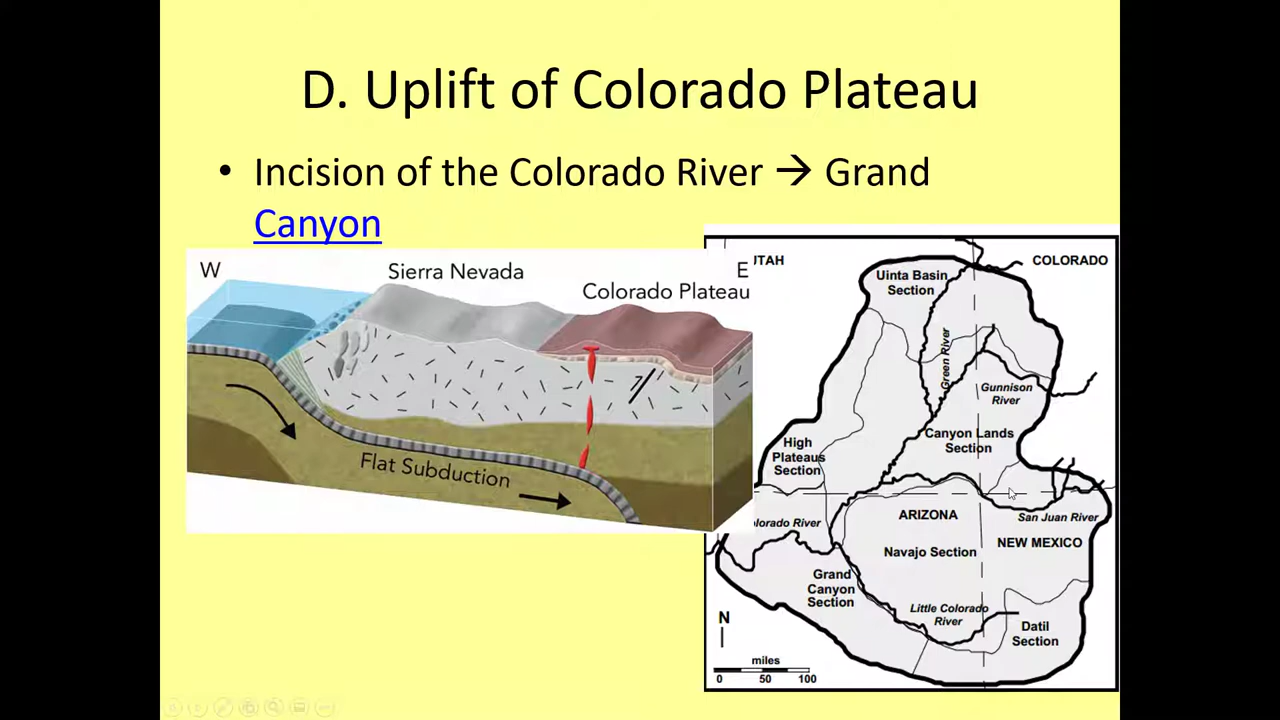 D. Uplift of Colorado Plateau
• Incision of the Colorado River → Grand
Canyon
W
Sierra Nevada
E
Colorado Plateau
Flat Subduction
UTAH
COLORADO
Uinta Basin
Section
Green River
Gunnison
River
Canyon Lands
Section
High
Plateaus
Section
ARIZONA
San Juan River
olorado River
NEW MEXICO
Navajo Section
Grand
Canyon
Section
Little Colorado
River
Datil
Section
N
miles
0 50 100